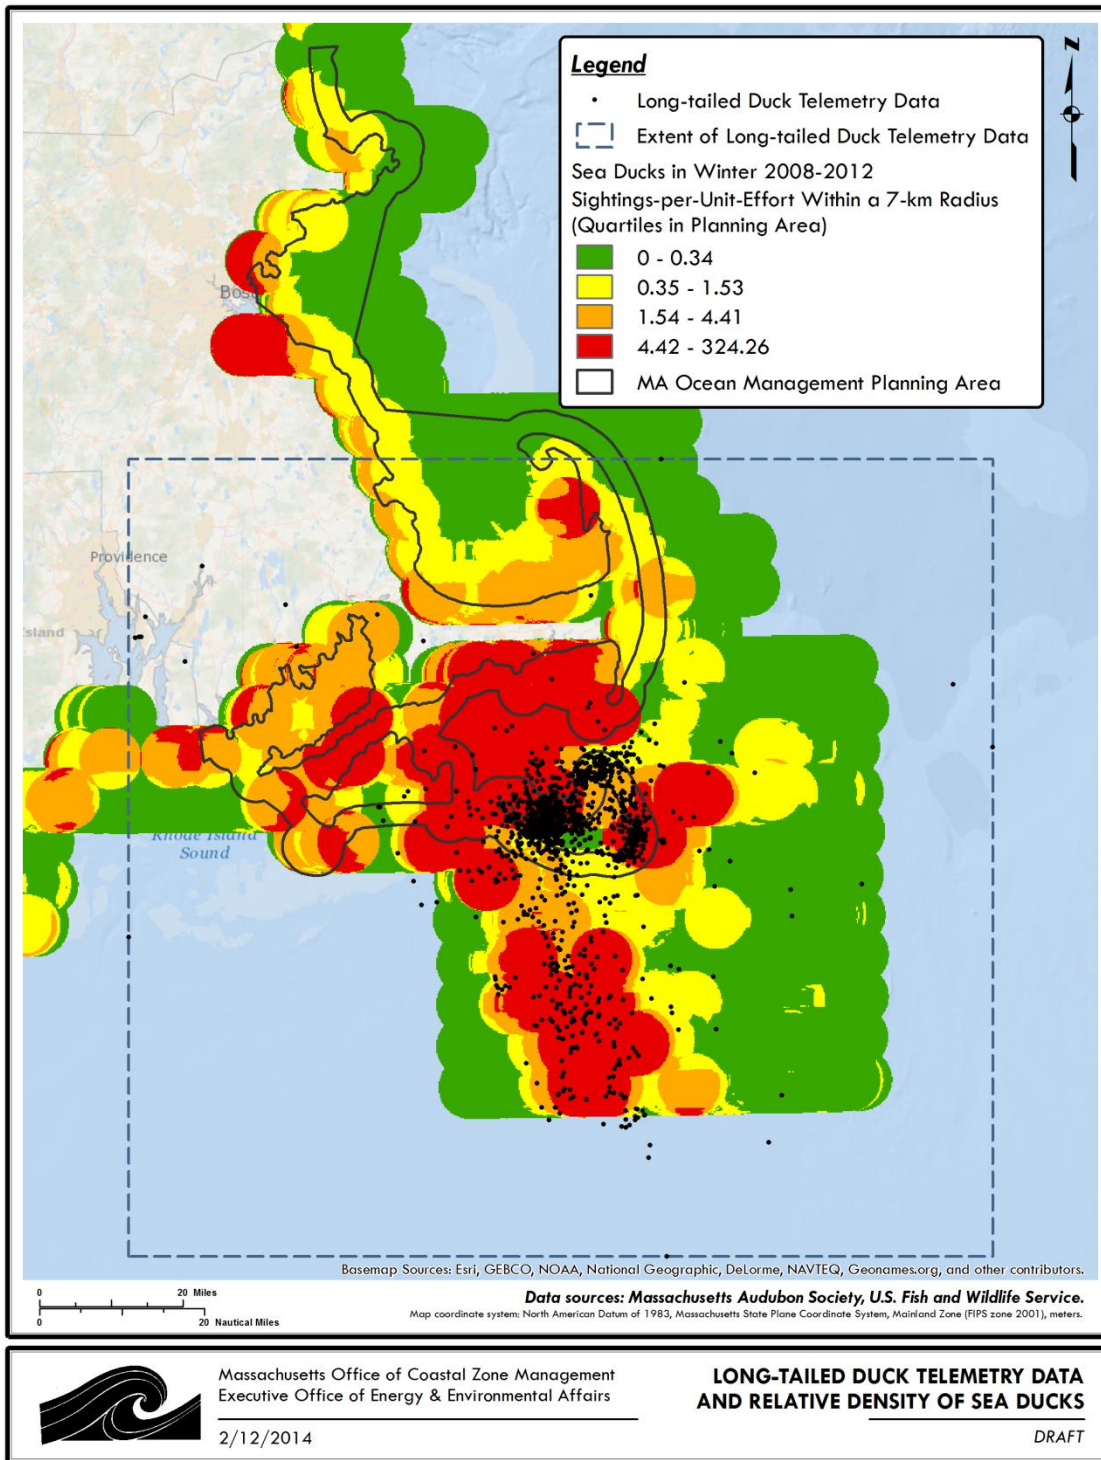 Legend
Long-tailed Duck Telemetry Data
Extent of Long-tailed Duck Telemetry Data
Sea Ducks in Winter 2008-2012
Sightings-per-Unit-Effort Within a 7-km Radius
(Quartiles in Planning Area)
0 - 0.34
0.35 - 1.53
1.54 - 4.41
4.42 - 324.26
MA Ocean Management Planning Area
N
Bos
Providence
Island
Rhode Island
Sound
Basemap Sources: Esri, GEBCO, NOAA, National Geographic, DeLorme, NAVTEQ, Geonames.org, and other contributors.
0 20 Miles
0 20 Nautical Miles
Data sources: Massachusetts Audubon Society, U.S. Fish and Wildlife Service.
Map coordinate system: North American Datum of 1983, Massachusetts State Plane Coordinate System, Mainland Zone (FIPS zone 2001), meters.
Massachusetts Office of Coastal Zone Management
Executive Office of Energy & Environmental Affairs
2/12/2014
LONG-TAILED DUCK TELEMETRY DATA
AND RELATIVE DENSITY OF SEA DUCKS
DRAFT